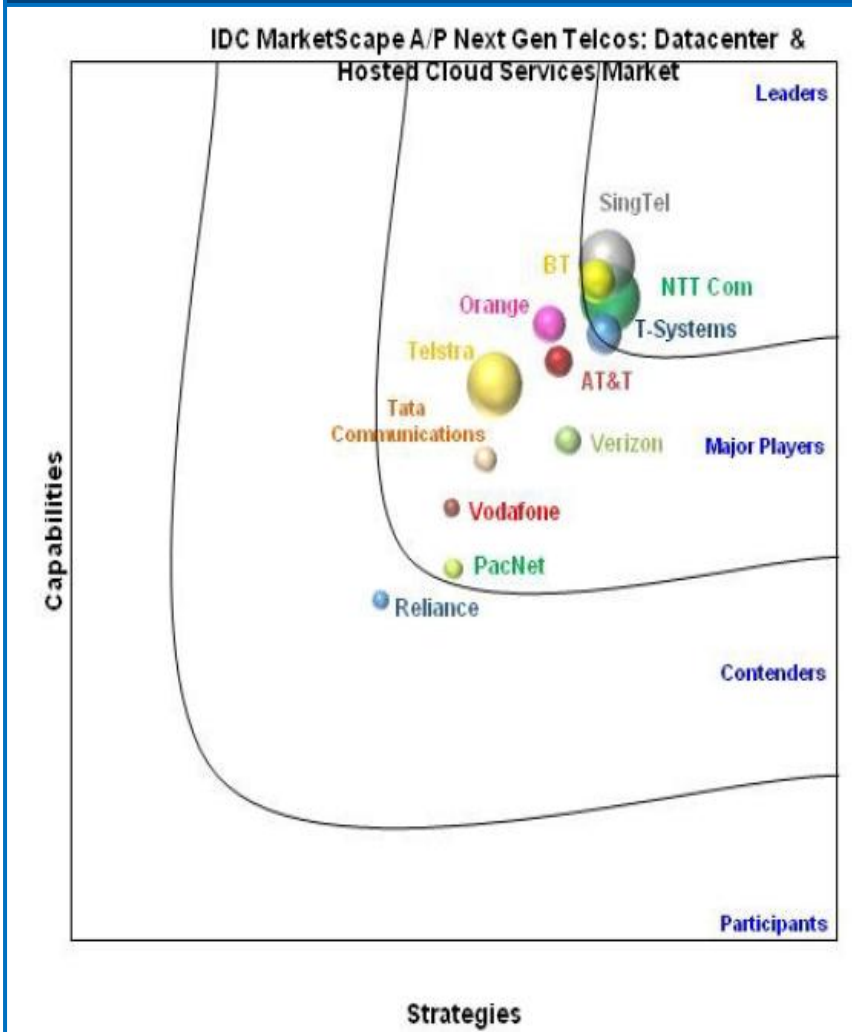 IDC MarketScape A/P Next Gen Telcos: Datacenter &
Hosted Cloud Services Market
Leaders
SingTel
BT
NTT Com
Orange
T-Systems
Telstra
AT&T
Tata
Communications
Verizon
Major Players
Vodafone
PacNet
Reliance
Capabilities
Contenders
Participants
Strategies